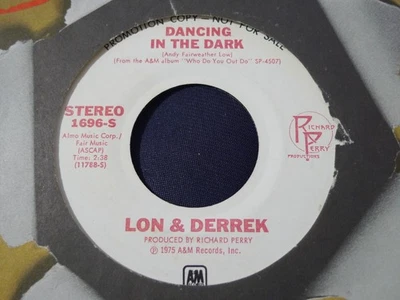 PROMOTION COPY - NOT FOR SALE
DANCING
IN THE DARK
(Andy Fairweather Low)
(From the A&M album "Who Do You Out Do" SP-4507)
STEREO
1696-S
Almo Music Corp./
Fair Music
(ASCAP)
Time: 2:38
(11788-S)
RICHARD
PERRY
PRODUCTIONS
LON & DERREK
PRODUCED BY RICHARD PERRY
℗ 1975 A&M Records, Inc.
A&M